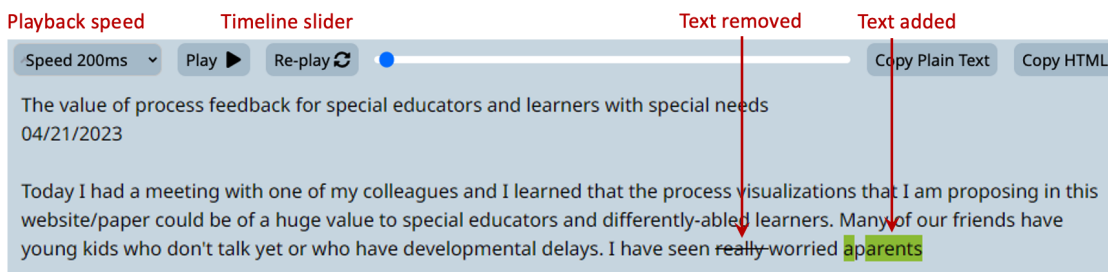 Playback speed Timeline slider Text removed Text added
Speed 200ms Play Re-play Copy Plain Text Copy HTML
The value of process feedback for special educators and learners with special needs
04/21/2023
Today I had a meeting with one of my colleagues and I learned that the process visualizations that I am proposing in this
website/paper could be of a huge value to special educators and differently-abled learners. Many of our friends have
young kids who don't talk yet or who have developmental delays. I have seen really worried aparents